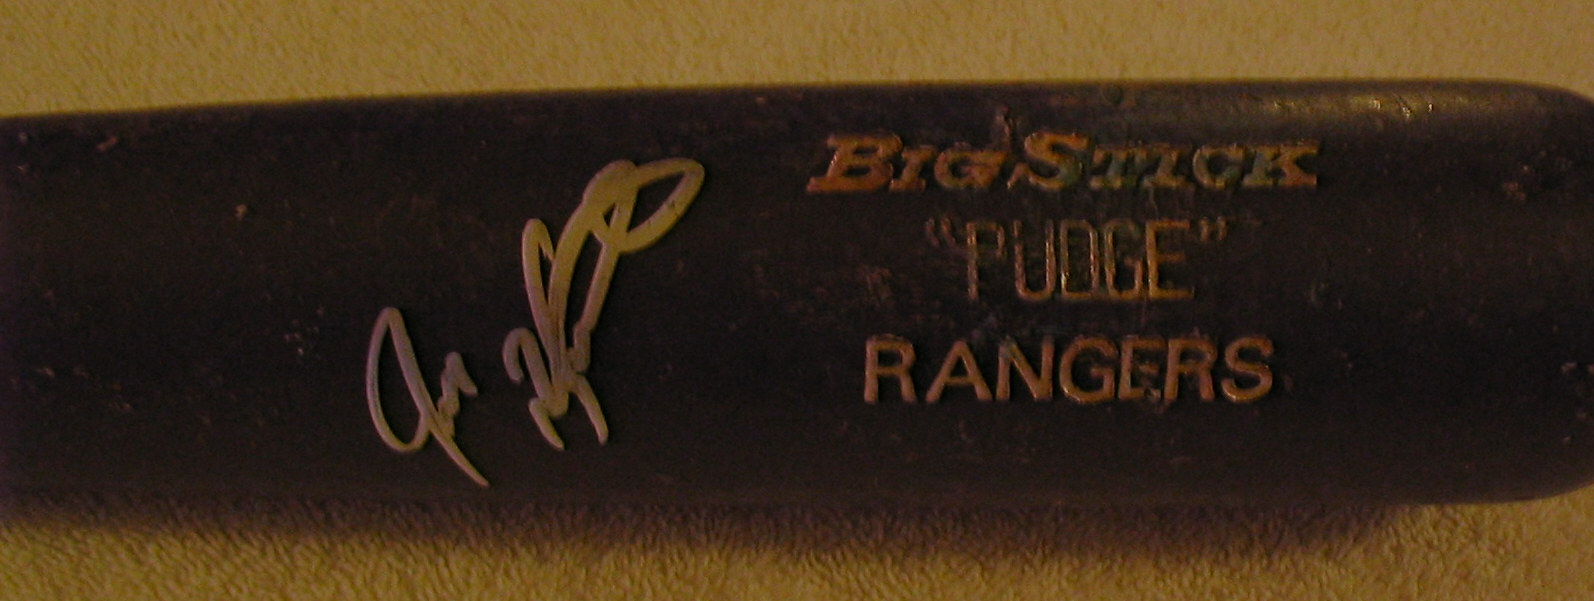 BIG STICK
"PUDGE"
RANGERS